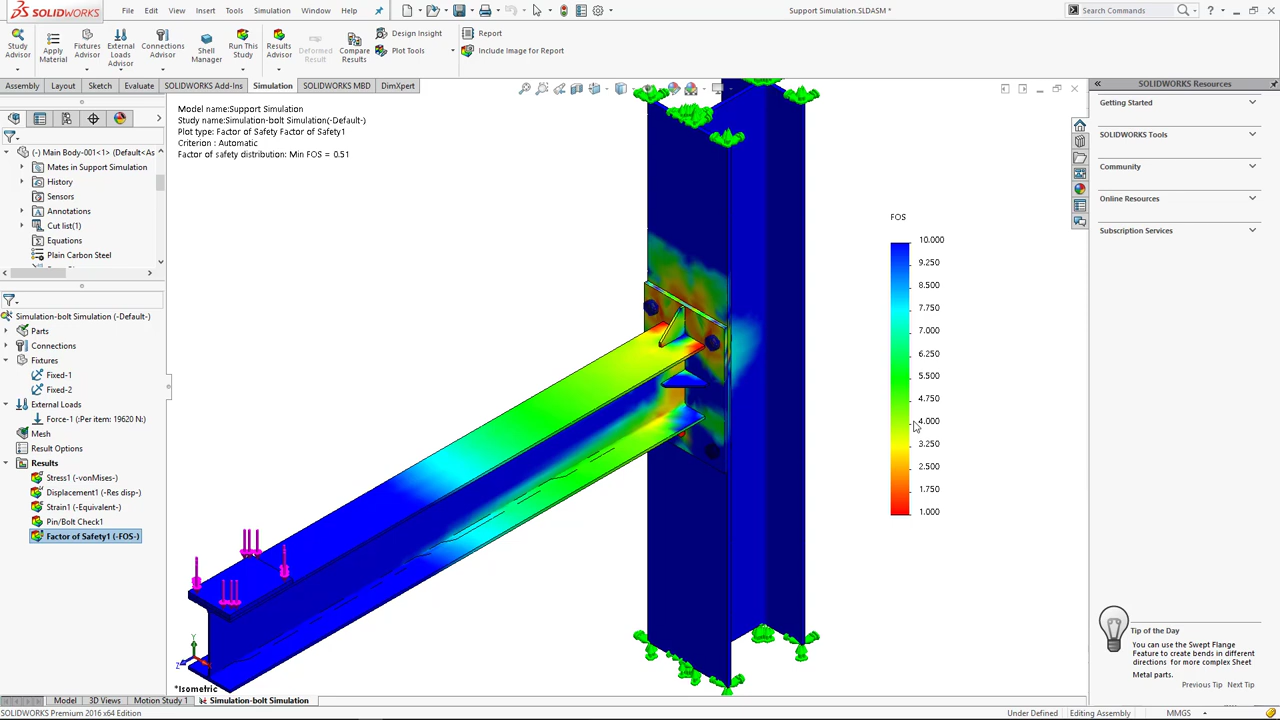 SOLIDWORKS
File Edit View Insert Tools Simulation Window Help
Support Simulation.SLDASM *
Search Commands
Study Advisor
Apply Material
Fixtures Advisor
External Loads Advisor
Connections Advisor
Shell Manager
Run This Study
Results Advisor
Deformed Result
Compare Results
Design Insight
Plot Tools
Report
Include Image for Report
Assembly Layout Sketch Evaluate SOLIDWORKS Add-Ins Simulation SOLIDWORKS MBD DimXpert
Main Body-001<1> (Default<As
Mates in Support Simulation
History
Sensors
Annotations
Cut list(1)
Equations
Plain Carbon Steel
Simulation-bolt Simulation (-Default-)
Parts
Connections
Fixtures
Fixed-1
Fixed-2
External Loads
Force-1 (:Per item: 19620 N:)
Mesh
Result Options
Results
Stress1 (-vonMises-)
Displacement1 (-Res disp-)
Strain1 (-Equivalent-)
Pin/Bolt Check1
Factor of Safety1 (-FOS-)
Model name:Support Simulation
Study name:Simulation-bolt Simulation(-Default-)
Plot type: Factor of Safety Factor of Safety1
Criterion : Automatic
Factor of safety distribution: Min FOS = 0.51
FOS
10.000
9.250
8.500
7.750
7.000
6.250
5.500
4.750
4.000
3.250
2.500
1.750
1.000
Y
Z
*Isometric
SOLIDWORKS Resources
Getting Started
SOLIDWORKS Tools
Community
Online Resources
Subscription Services
Tip of the Day
You can use the Swept Flange
Feature to create bends in different
directions for more complex Sheet
Metal parts.
Previous Tip Next Tip
Model 3D Views Motion Study 1 Simulation-bolt Simulation
SOLIDWORKS Premium 2016 x64 Edition
Under Defined Editing Assembly MMGS